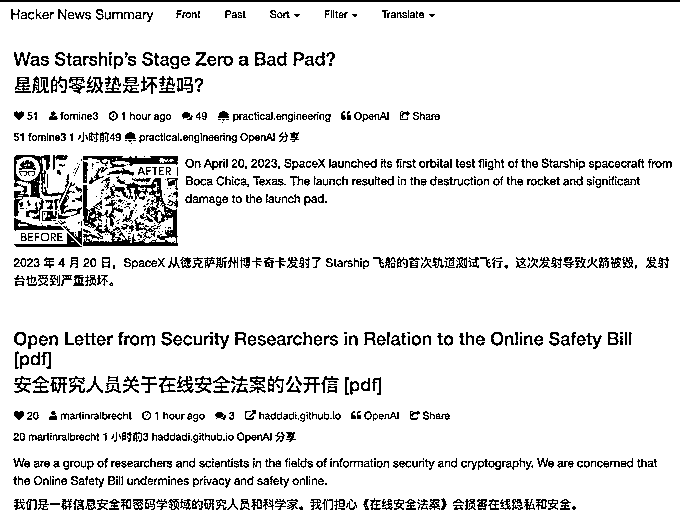 Hacker News Summary Front Past Sort Filter Translate
Was Starship's Stage Zero a Bad Pad?
星舰的零级垫是坏垫吗?
51 fomine3 1 hour ago 49 practical.engineering OpenAI Share
51 fomine3 1 小时前49 practical.engineering OpenAI 分享
On April 20, 2023, SpaceX launched its first orbital test flight of the Starship spacecraft from
AFTER
Boca Chica, Texas. The launch resulted in the destruction of the rocket and significant
damage to the launch pad.
BEFORE
2023 年 4 月 20 日，SpaceX 从德克萨斯州博卡奇卡发射了 Starship 飞船的首次轨道测试飞行。这次发射导致火箭被毁，发射
台也受到严重损坏。
Open Letter from Security Researchers in Relation to the Online Safety Bill
[pdf]
安全研究人员关于在线安全法案的公开信 [pdf]
20 martinralbrecht 1 hour ago 3 haddadi.github.io OpenAI Share
20 martinralbrecht 1 小时前3 haddadi.github.io OpenAI 分享
We are a group of researchers and scientists in the fields of information security and cryptography. We are concerned that
the Online Safety Bill undermines privacy and safety online.
我们是一群信息安全和密码学领域的研究人员和科学家。我们担心《在线安全法案》会损害在线隐私和安全。